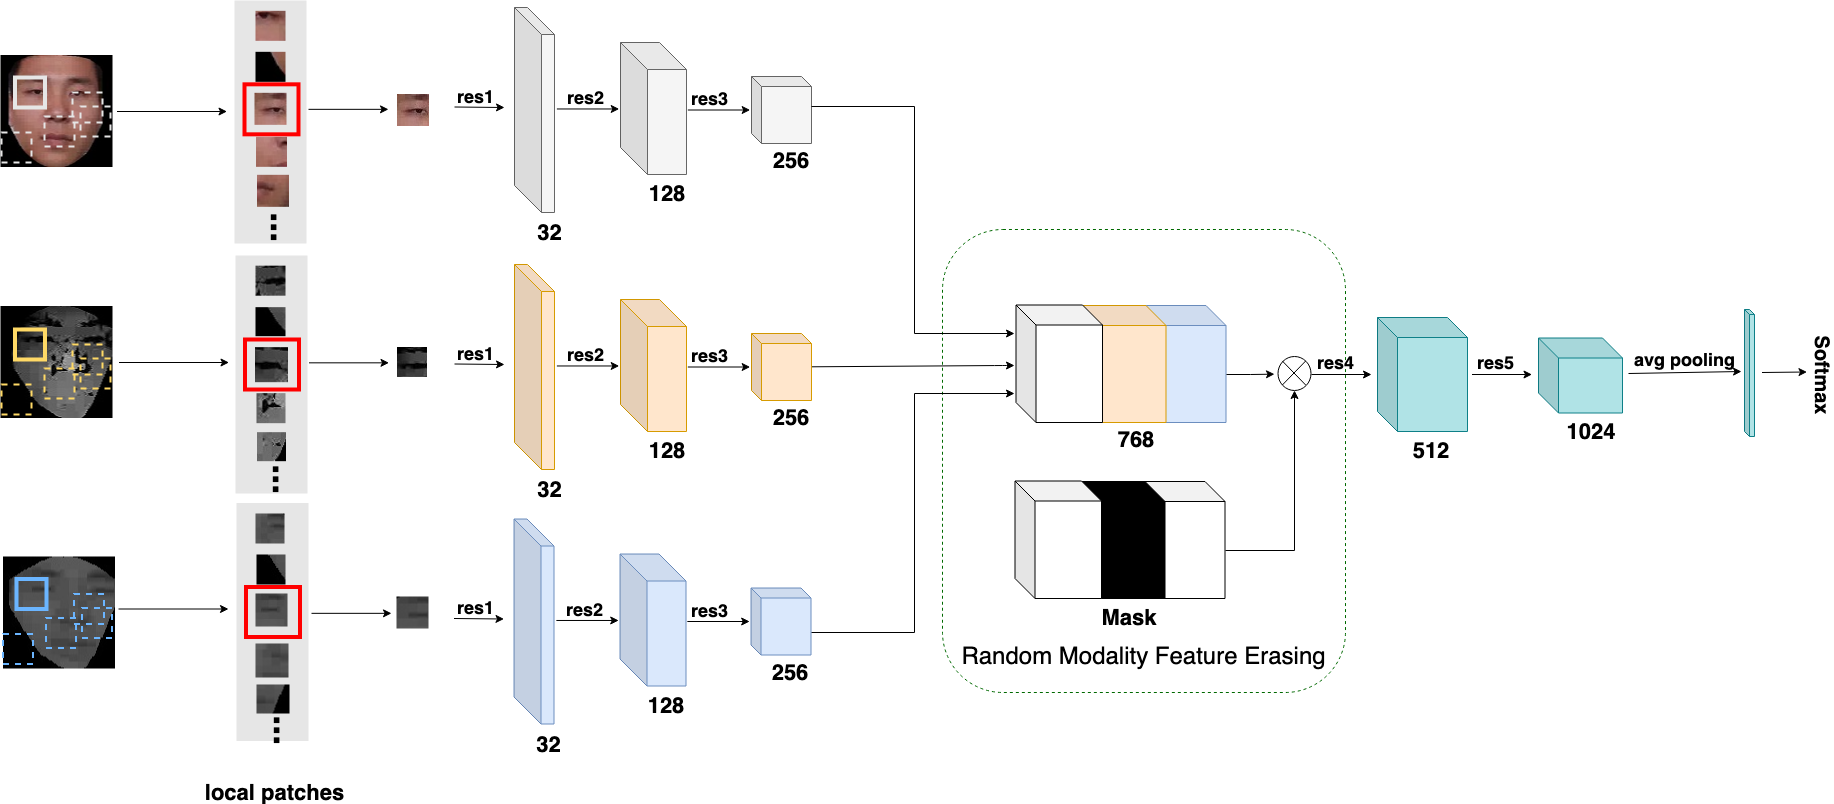 res1
res2
res3
32
128
256
res1
res2
res3
32
128
256
res1
res2
res3
32
128
256
768
Mask
Random Modality Feature Erasing
res4
512
res5
1024
avg pooling
Softmax
local patches